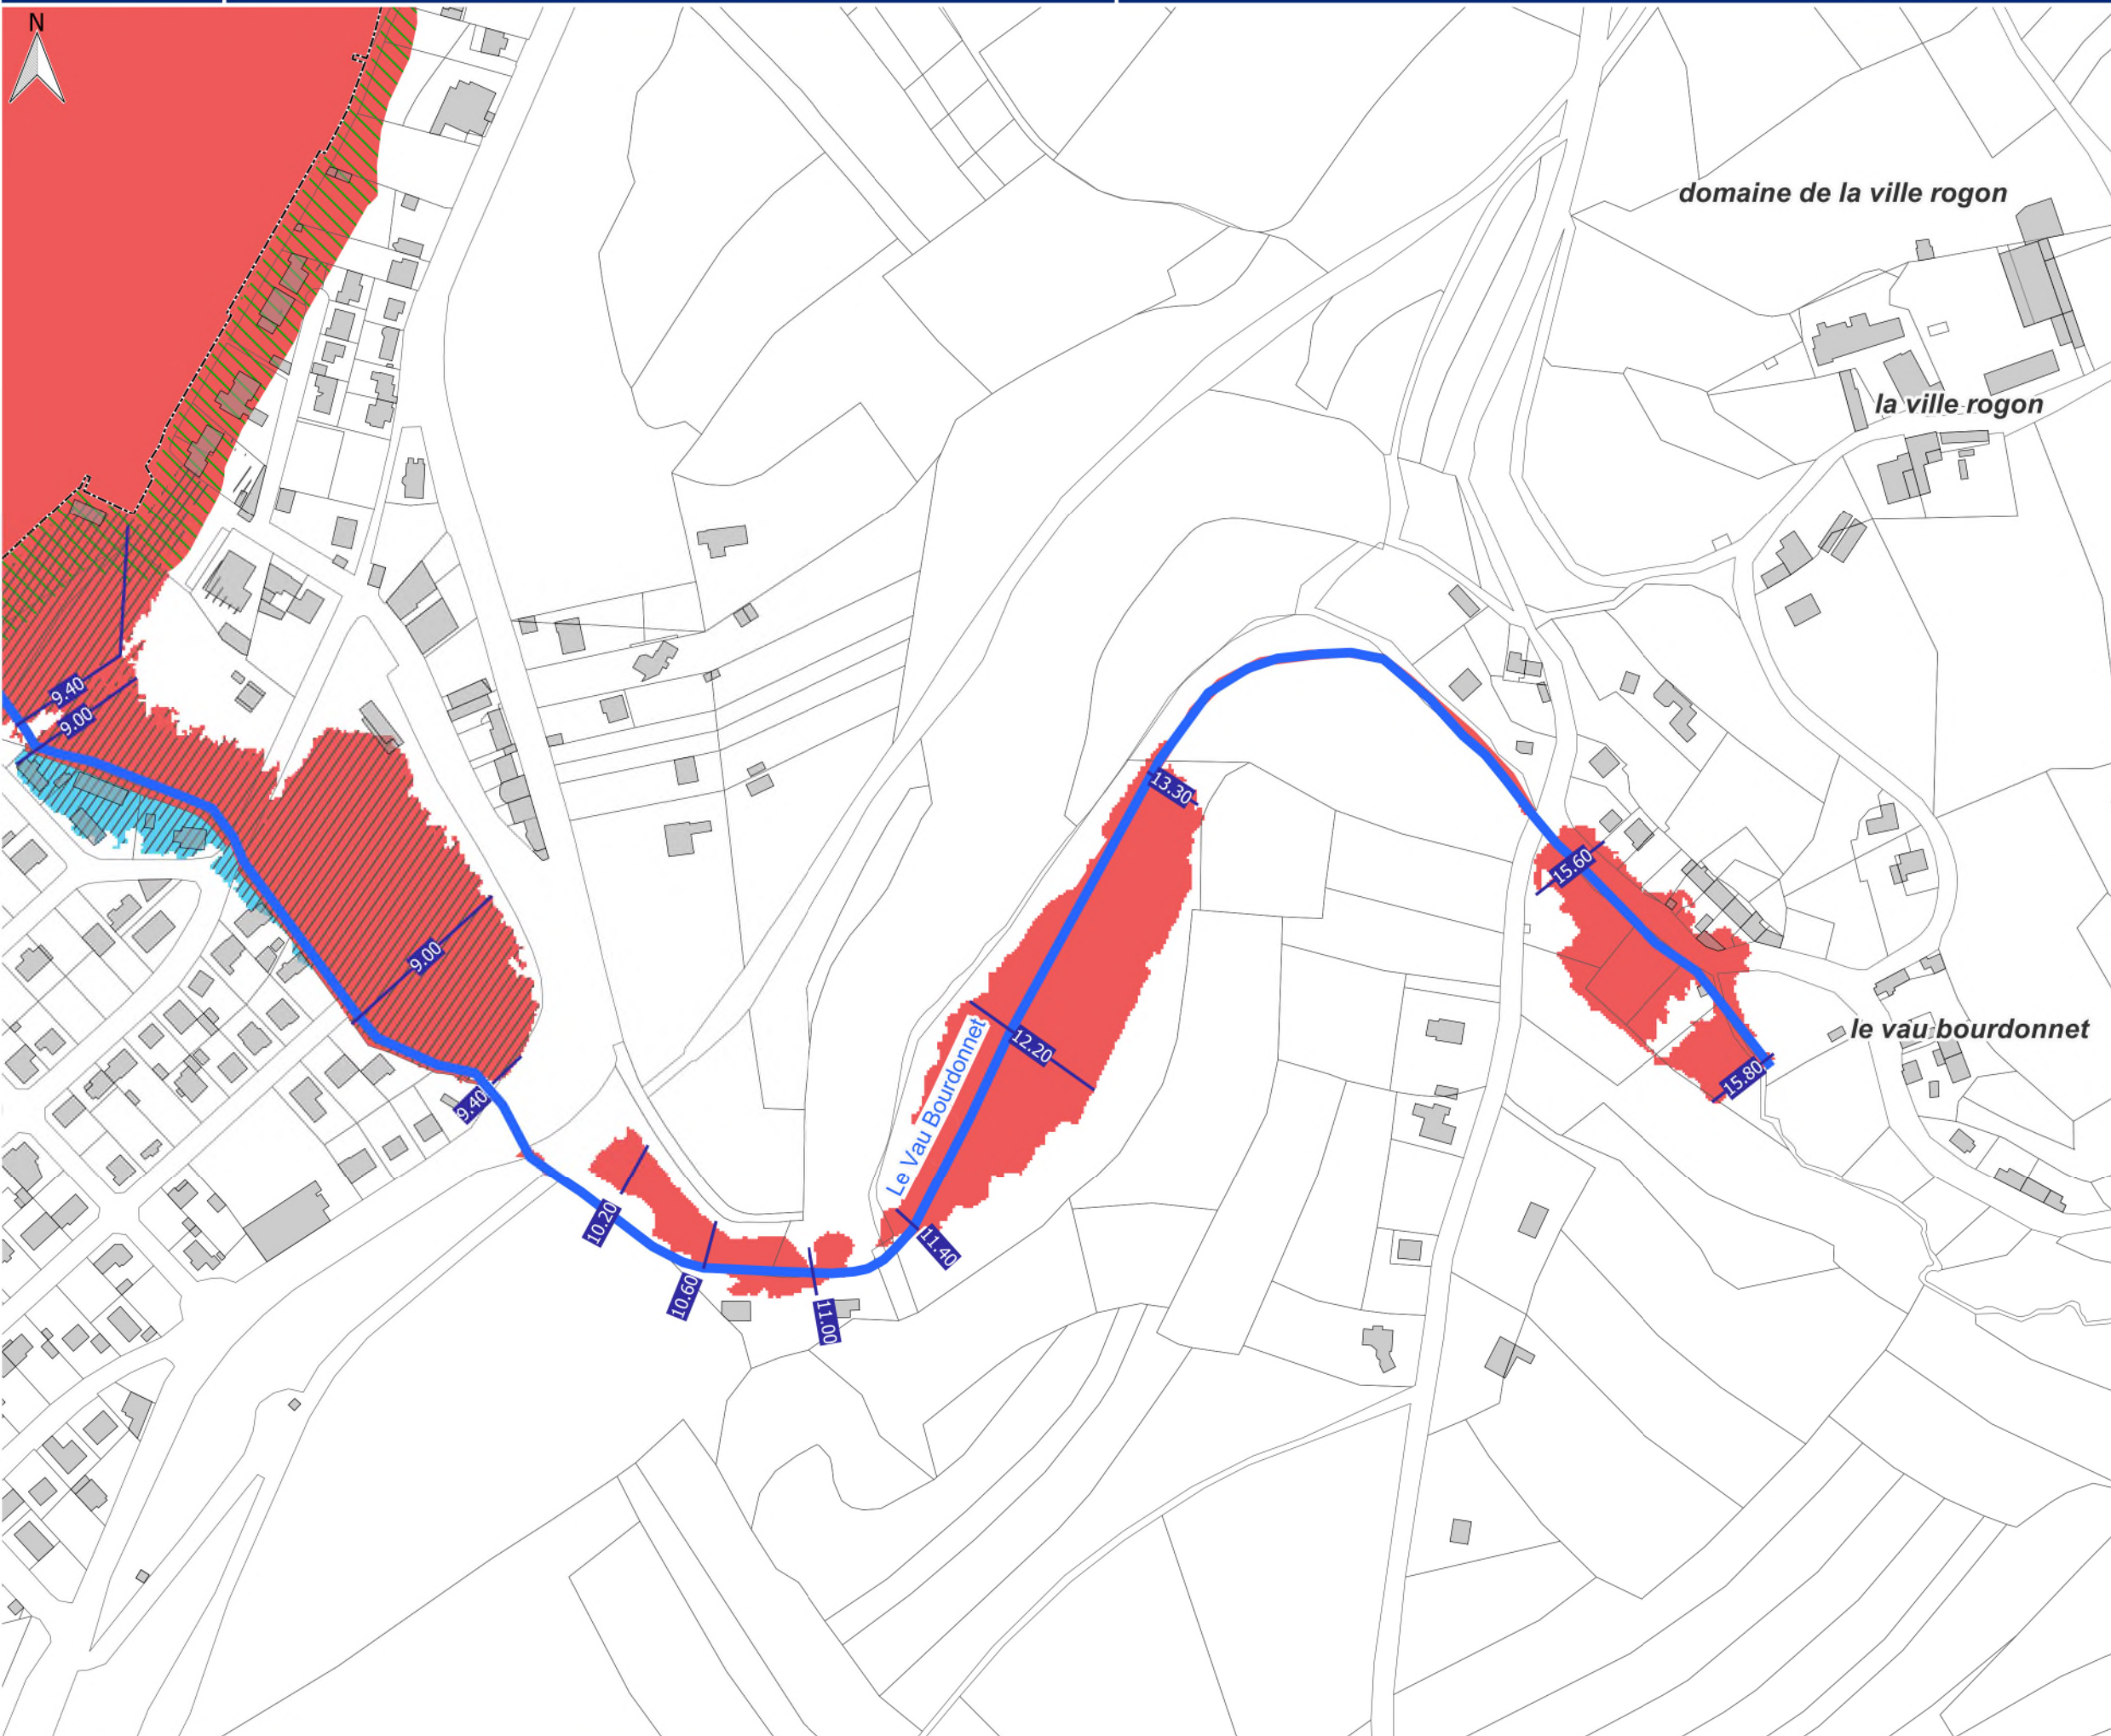 N
domaine de la ville rogon
la ville rogon
9.40
9.00
13.30
15.60
9.00
12.20
le vau bourdonnet
Le Vau Bourdonnet
15.80
9.40
10.20
11.40
10.60
11.00